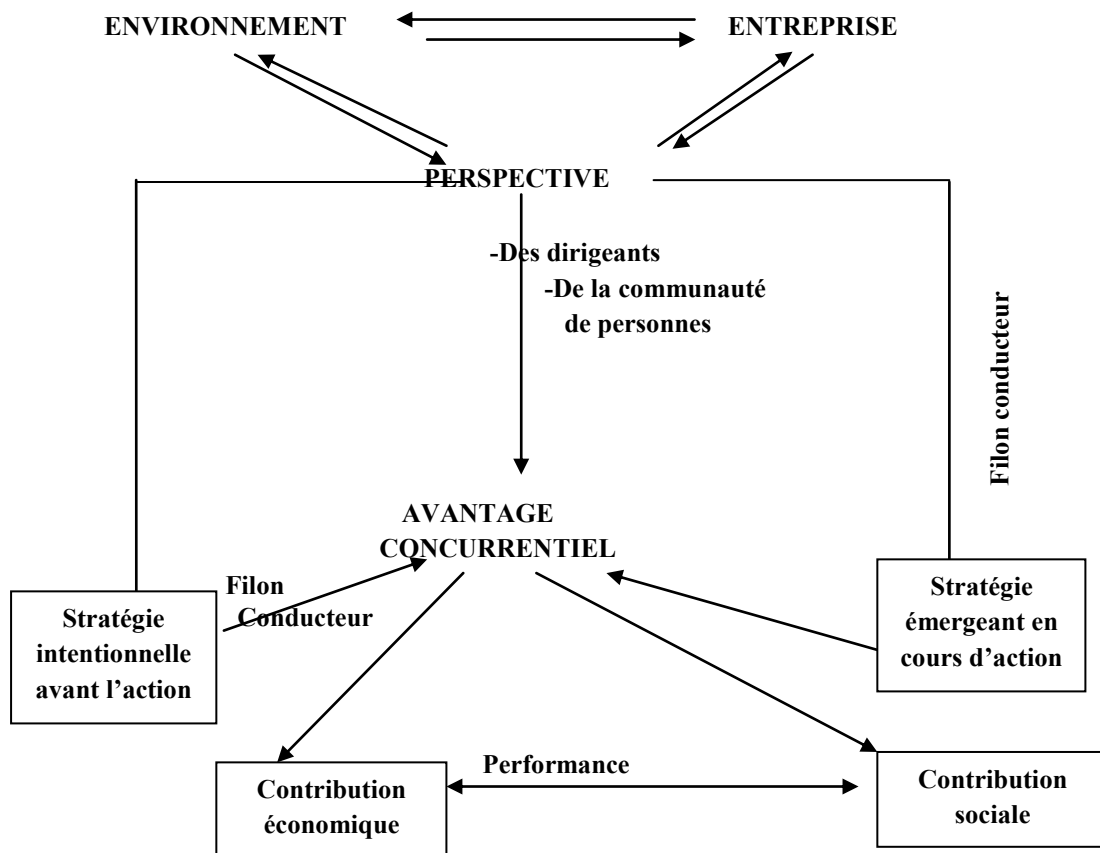 ENVIRONNEMENT
ENTREPRISE
PERSPECTIVE
-Des dirigeants
-De la communauté
de personnes
Filon conducteur
AVANTAGE
CONCURRENTIEL
Filon
Conducteur
Stratégie
intentionnelle
avant l’action
Stratégie
émergeant en
cours d’action
Performance
Contribution
économique
Contribution
sociale